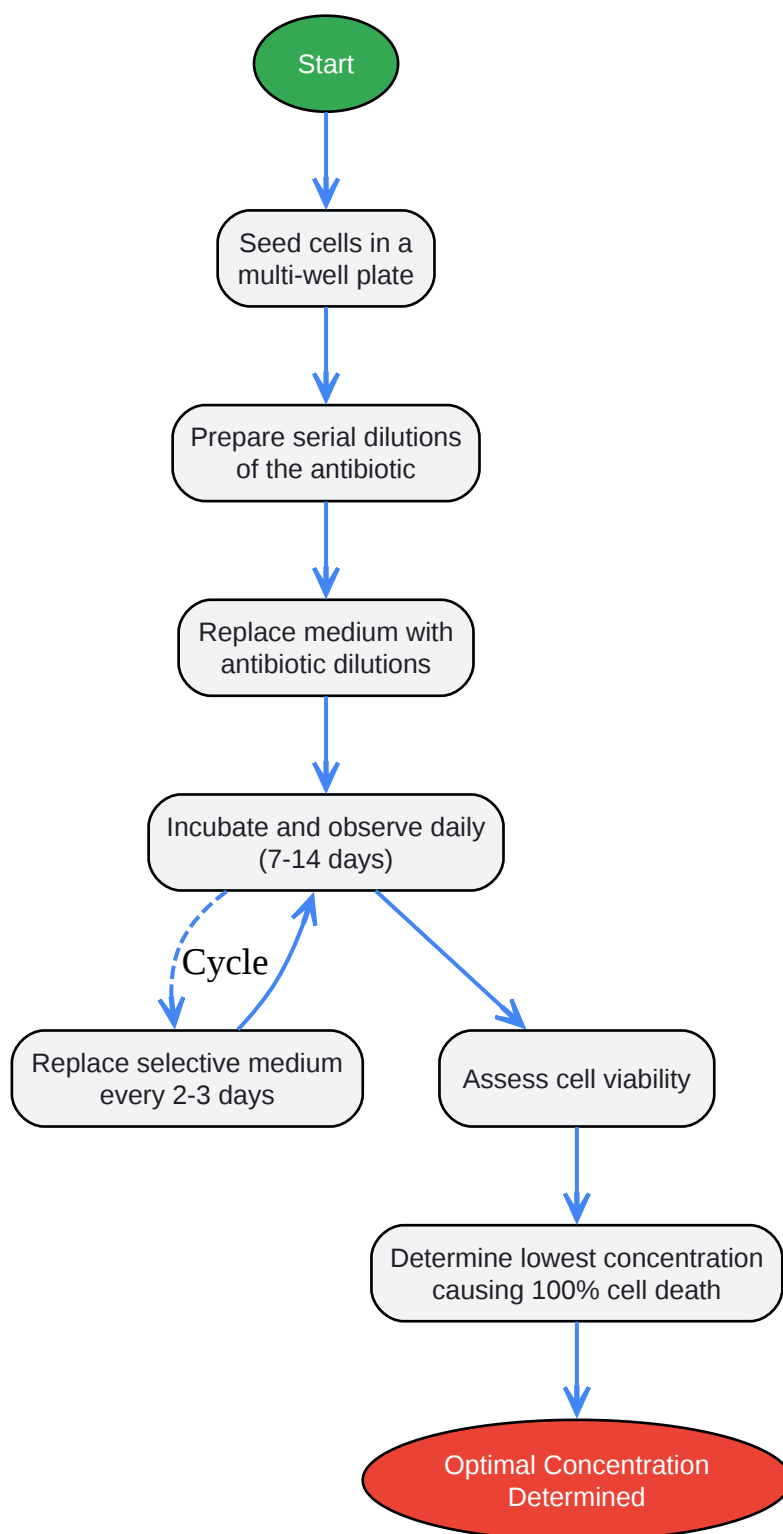 Start
Seed cells in a
multi-well plate
Prepare serial dilutions
of the antibiotic
Replace medium with
antibiotic dilutions
Incubate and observe daily
(7-14 days)
Cycle
Replace selective medium
every 2-3 days
Assess cell viability
Determine lowest concentration
causing 100% cell death
Optimal Concentration
Determined